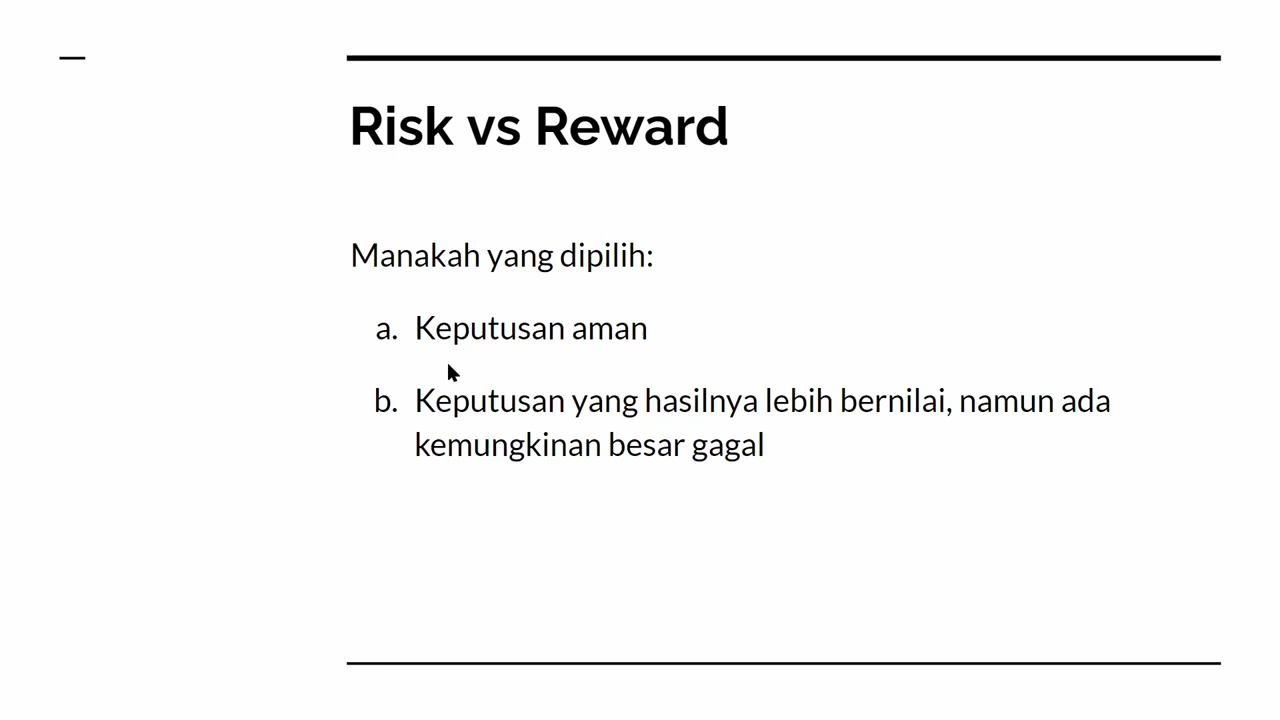 Risk vs Reward
Manakah yang dipilih:
a. Keputusan aman
b. Keputusan yang hasilnya lebih bernilai, namun ada
kemungkinan besar gagal